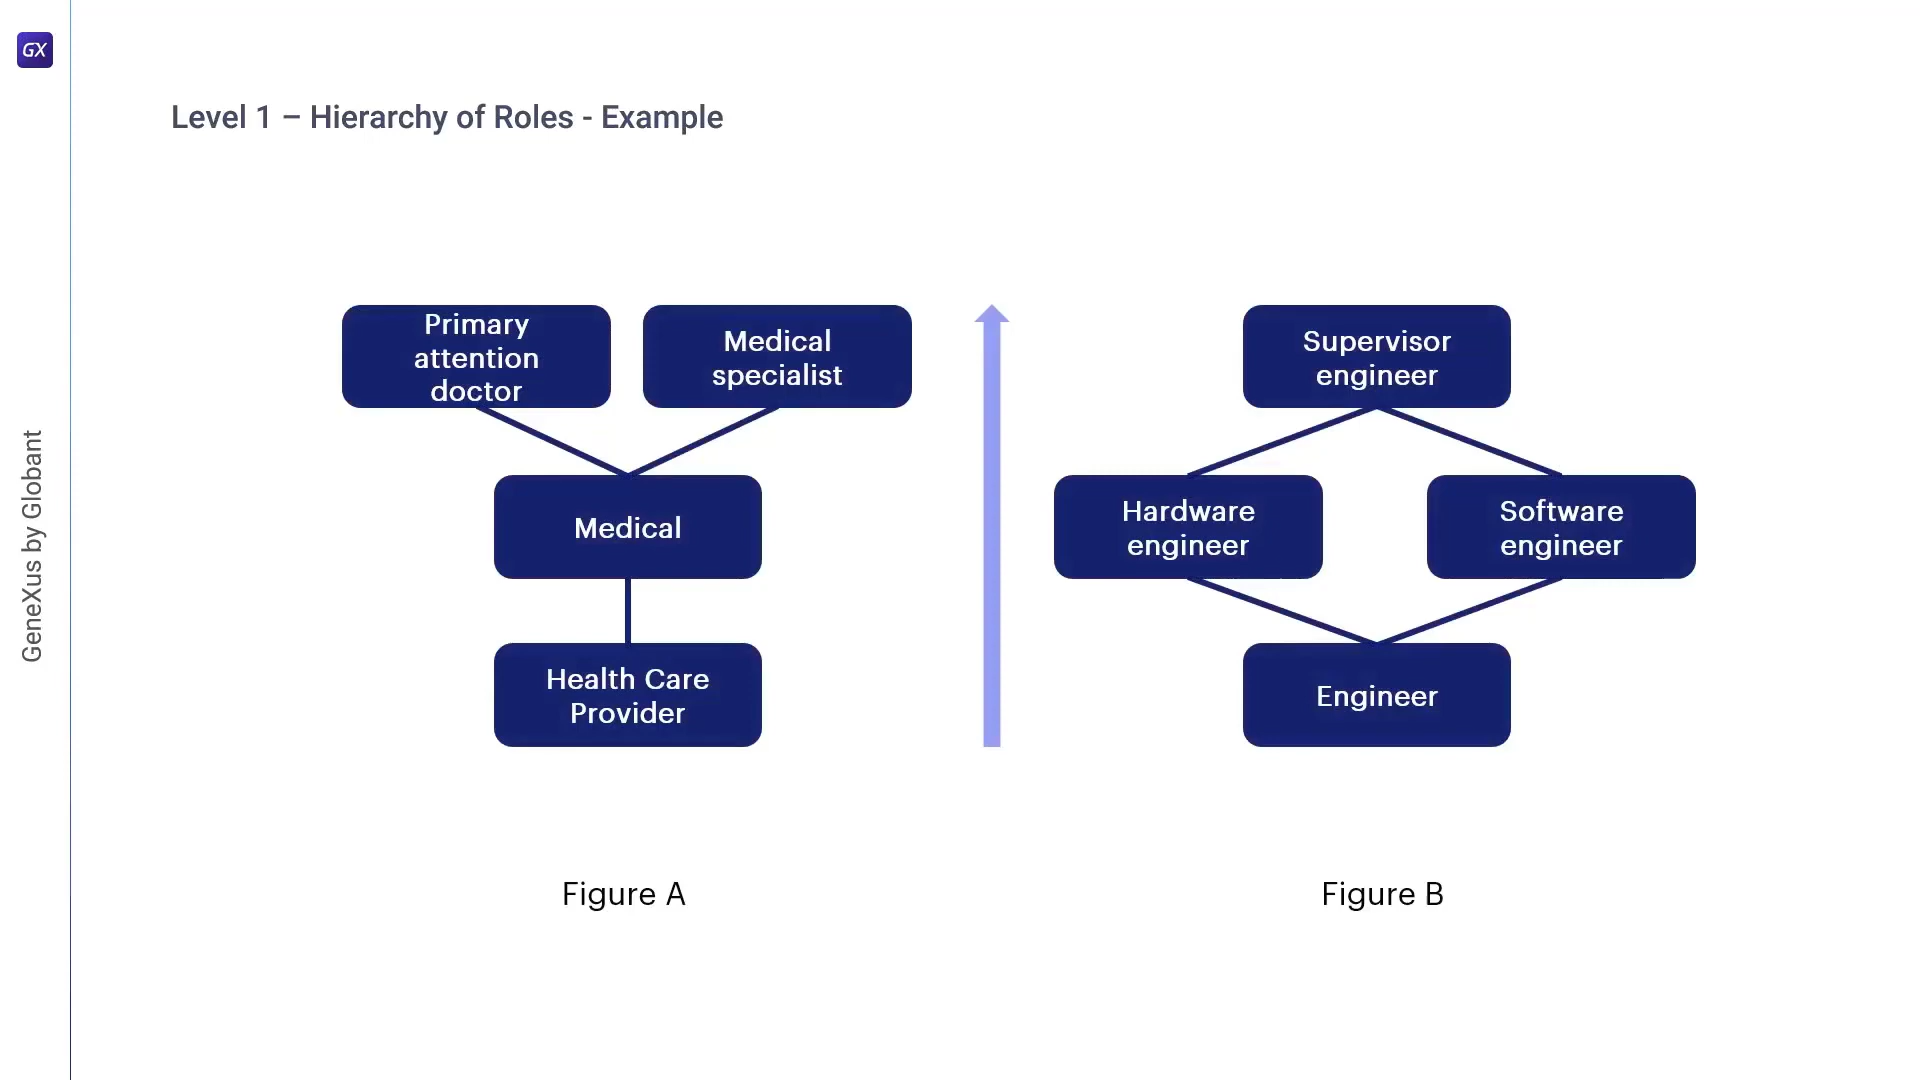 GX
Level 1 – Hierarchy of Roles - Example
Primary
attention
doctor
Medical
specialist
Medical
Health Care
Provider
Figure A
Supervisor
engineer
Hardware
engineer
Software
engineer
Engineer
Figure B
GeneXus by Globant